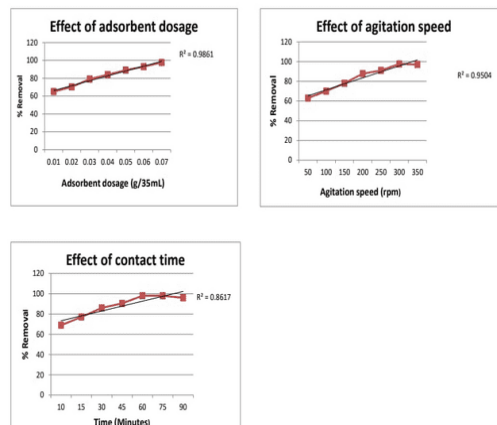 Effect of adsorbent dosage
120
100
80
60
40
20
0
% Removal
R² = 0.9861
0.01 0.02 0.03 0.04 0.05 0.06 0.07
Adsorbent dosage (g/35mL)
Effect of agitation speed
120
100
80
60
40
20
0
% Removal
R² = 0.9504
50 100 150 200 250 300 350
Agitation speed (rpm)
Effect of contact time
120
100
80
60
40
20
0
% Removal
R² = 0.8617
10 15 30 45 60 75 90
Time (Minutes)